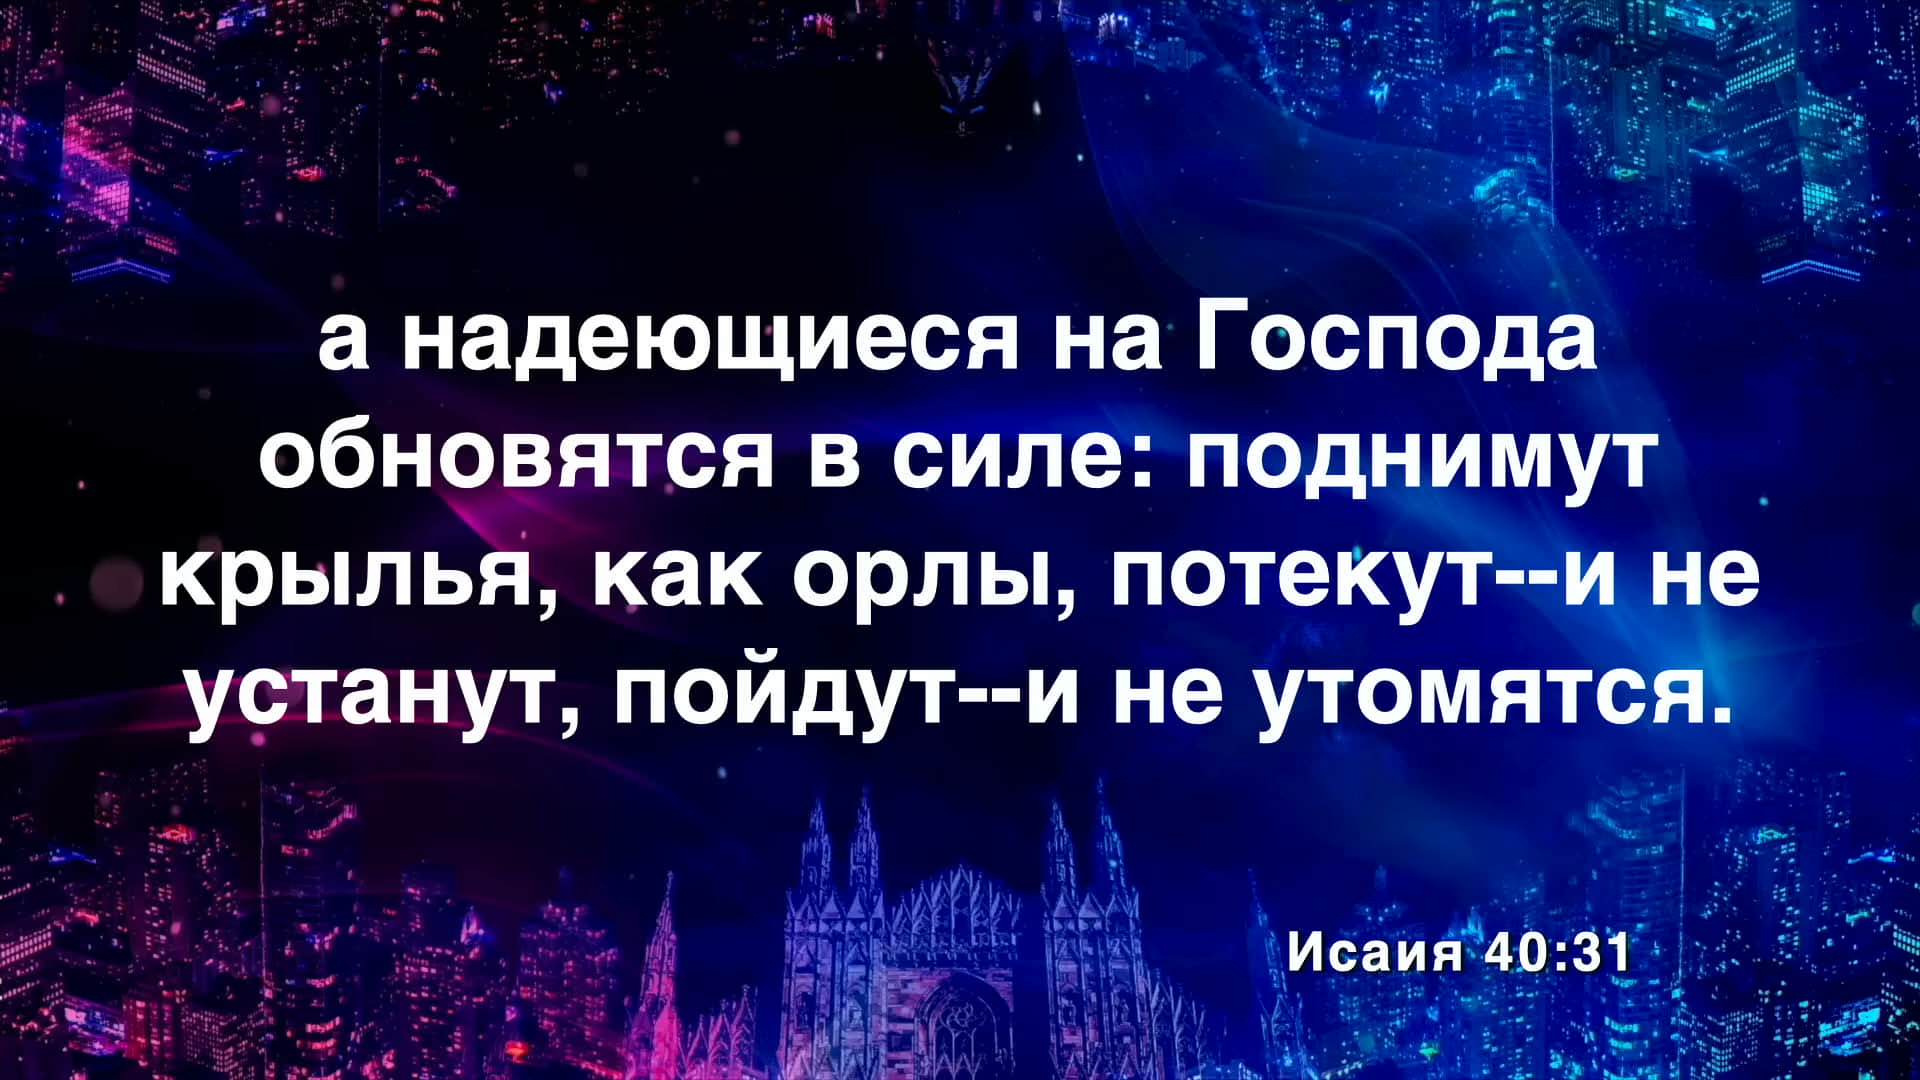 а надеющиеся на Господа
обновятся в силе: поднимут
крылья, как орлы, потекут--и не
устанут, пойдут--и не утомятся.
Исаия 40:31